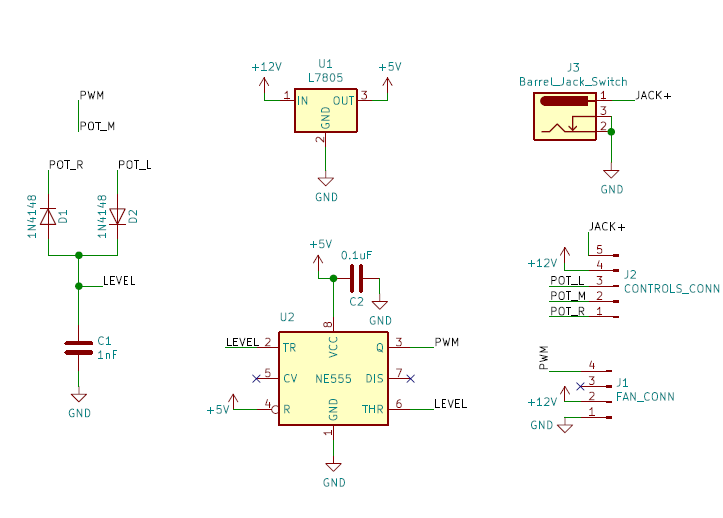 PWM
POT_M
POT_R
POT_L
1N4148
D1
1N4148
D2
LEVEL
C1
1nF
GND
+12V
U1
L7805
+5V
1
IN
OUT
3
GND
2
GND
J3
Barrel_Jack_Switch
1
JACK+
3
2
GND
+5V
0.1uF
C2
GND
U2
8
VCC
LEVEL
2
TR
Q
3
PWM
5
CV
NE555
DIS
7
+5V
4
R
GND
THR
6
LEVEL
1
GND
JACK+
5
+12V
4
J2
POT_L
3
CONTROLS_CONN
POT_M
2
POT_R
1
PWM
4
3
J1
+12V
2
FAN_CONN
GND
1